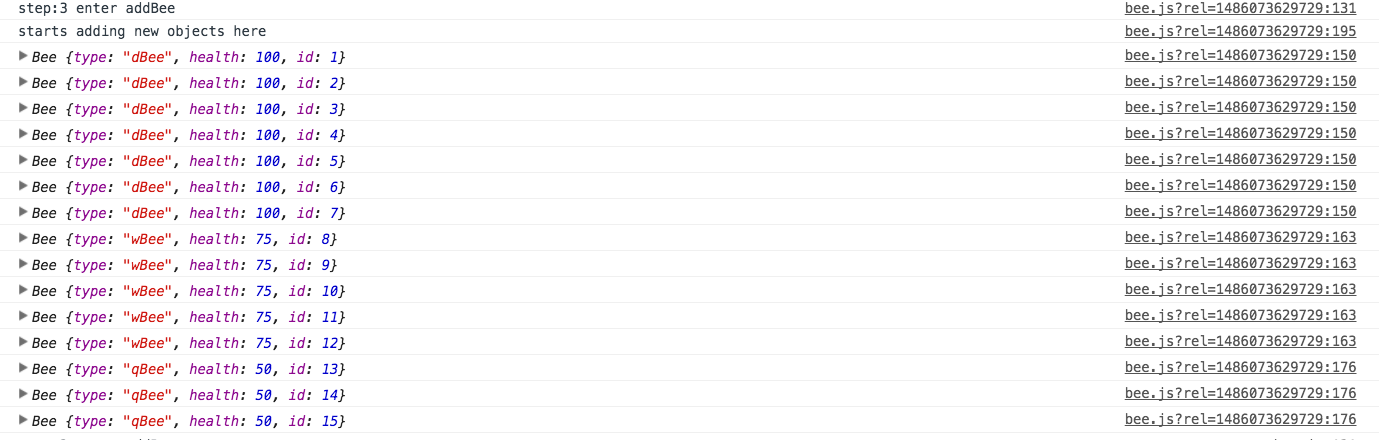 step:3 enter addBee bee.js?rel=1486073629729:131
starts adding new objects here bee.js?rel=1486073629729:195
Bee {type: "dBee", health: 100, id: 1} bee.js?rel=1486073629729:150
Bee {type: "dBee", health: 100, id: 2} bee.js?rel=1486073629729:150
Bee {type: "dBee", health: 100, id: 3} bee.js?rel=1486073629729:150
Bee {type: "dBee", health: 100, id: 4} bee.js?rel=1486073629729:150
Bee {type: "dBee", health: 100, id: 5} bee.js?rel=1486073629729:150
Bee {type: "dBee", health: 100, id: 6} bee.js?rel=1486073629729:150
Bee {type: "dBee", health: 100, id: 7} bee.js?rel=1486073629729:150
Bee {type: "wBee", health: 75, id: 8} bee.js?rel=1486073629729:163
Bee {type: "wBee", health: 75, id: 9} bee.js?rel=1486073629729:163
Bee {type: "wBee", health: 75, id: 10} bee.js?rel=1486073629729:163
Bee {type: "wBee", health: 75, id: 11} bee.js?rel=1486073629729:163
Bee {type: "wBee", health: 75, id: 12} bee.js?rel=1486073629729:163
Bee {type: "qBee", health: 50, id: 13} bee.js?rel=1486073629729:176
Bee {type: "qBee", health: 50, id: 14} bee.js?rel=1486073629729:176
Bee {type: "qBee", health: 50, id: 15} bee.js?rel=1486073629729:176